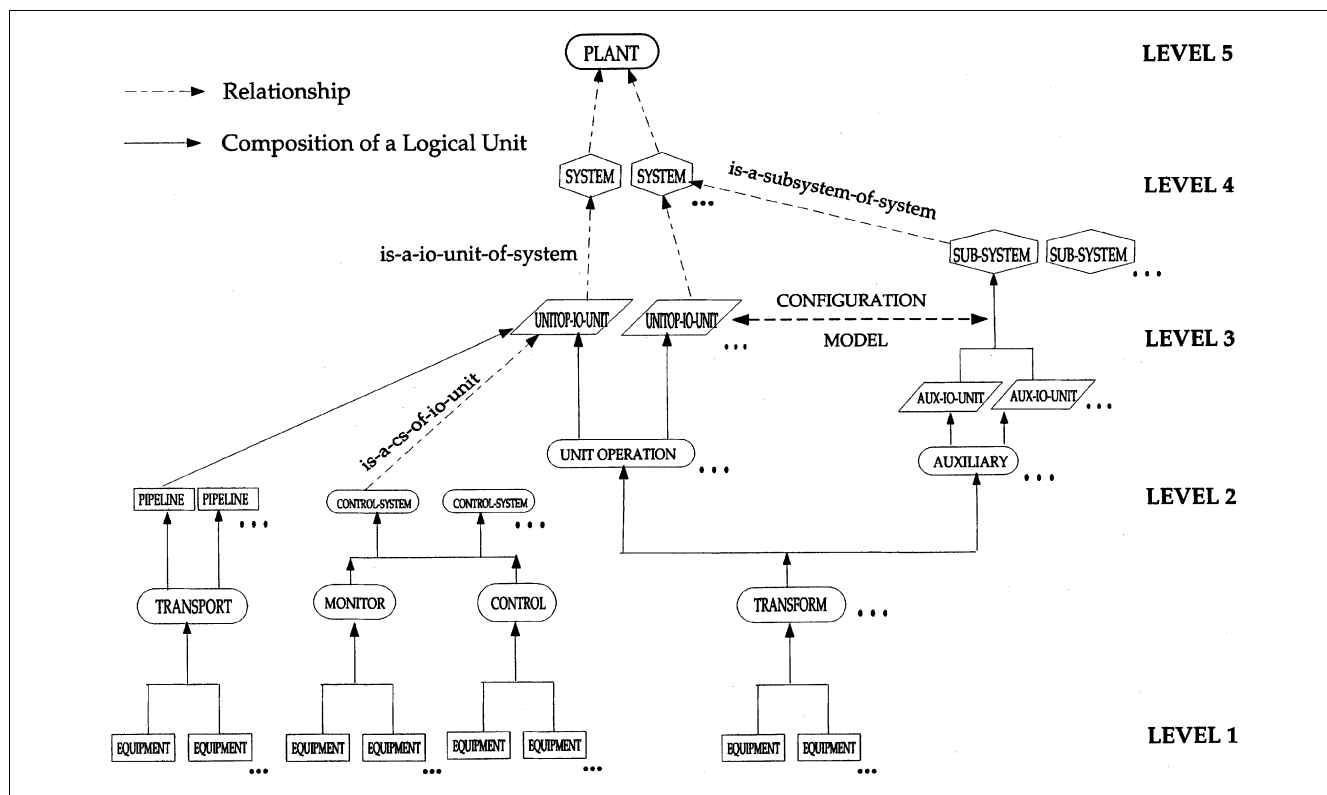 PLANT
LEVEL 5
Relationship
Composition of a Logical Unit
SYSTEM
SYSTEM
...
is-a-subsystem-of-system
LEVEL 4
is-a-io-unit-of-system
SUB-SYSTEM
SUB-SYSTEM
...
UNITOP-IO-UNIT
UNITOP-IO-UNIT
...
CONFIGURATION
MODEL
LEVEL 3
is-a-cs-of-io-unit
AUX-IO-UNIT
AUX-IO-UNIT
...
UNIT OPERATION
...
AUXILIARY
...
PIPELINE
PIPELINE
...
CONTROL-SYSTEM
CONTROL-SYSTEM
...
LEVEL 2
TRANSPORT
MONITOR
CONTROL
TRANSFORM
...
EQUIPMENT
EQUIPMENT
...
EQUIPMENT
EQUIPMENT
...
EQUIPMENT
EQUIPMENT
...
EQUIPMENT
EQUIPMENT
...
LEVEL 1